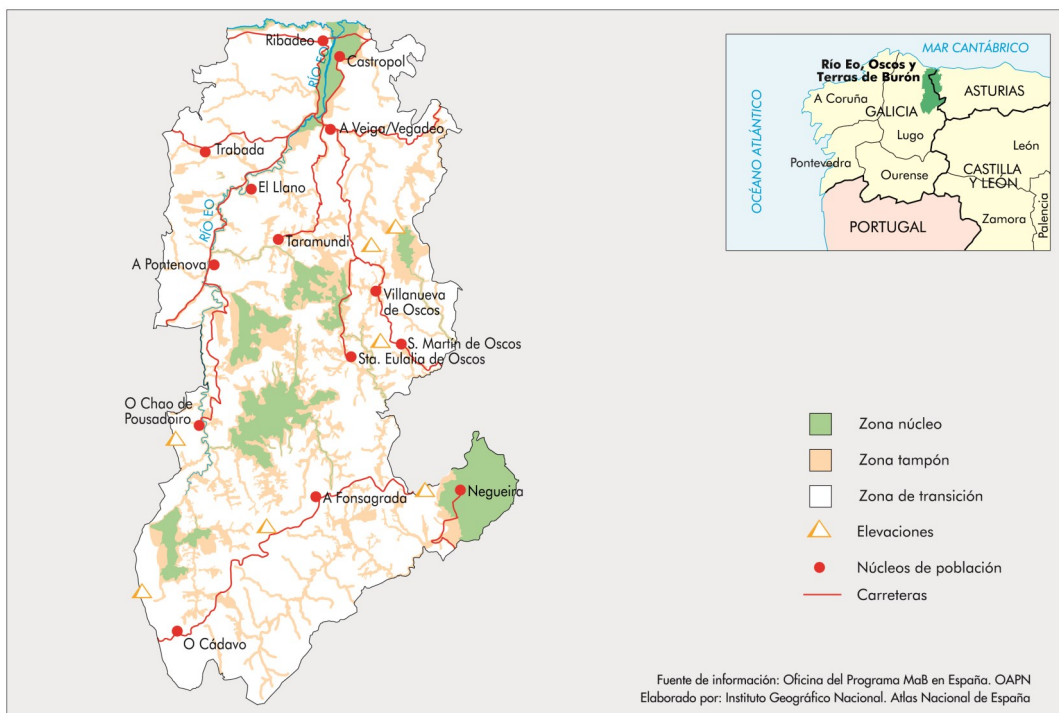 Ribadeo
Castropol
RÍO EO
A Veiga/Vegadeo
Trabada
El Llano
RÍO EO
Taramundi
A Pontenova
Villanueva
de Oscos
S. Martín de Oscos
Sta. Eulalia de Oscos
O Chao de
Pousadoiro
A Fonsagrada
Negueira
O Cádavo
MAR CANTÁBRICO
Río Eo, Oscos y
Terras de Burón
A Coruña
GALICIA
ASTURIAS
Lugo
León
OCÉANO ATLÁNTICO
Pontevedra
Ourense
CASTILLA
Y LEÓN
PORTUGAL
Zamora
Palencia
Zona núcleo
Zona tampón
Zona de transición
Elevaciones
Núcleos de población
Carreteras
Fuente de información: Oficina del Programa MaB en España. OAPN
Elaborado por: Instituto Geográfico Nacional. Atlas Nacional de España